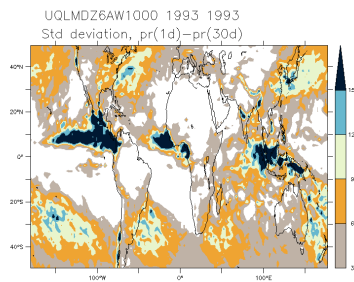 UQLMDZ6AW1000 1993 1993
Std deviation, pr(1d)−pr(30d)
40°N
20°N
0°
20°S
40°S
100°W
0°
100°E
15
12
9
6
3